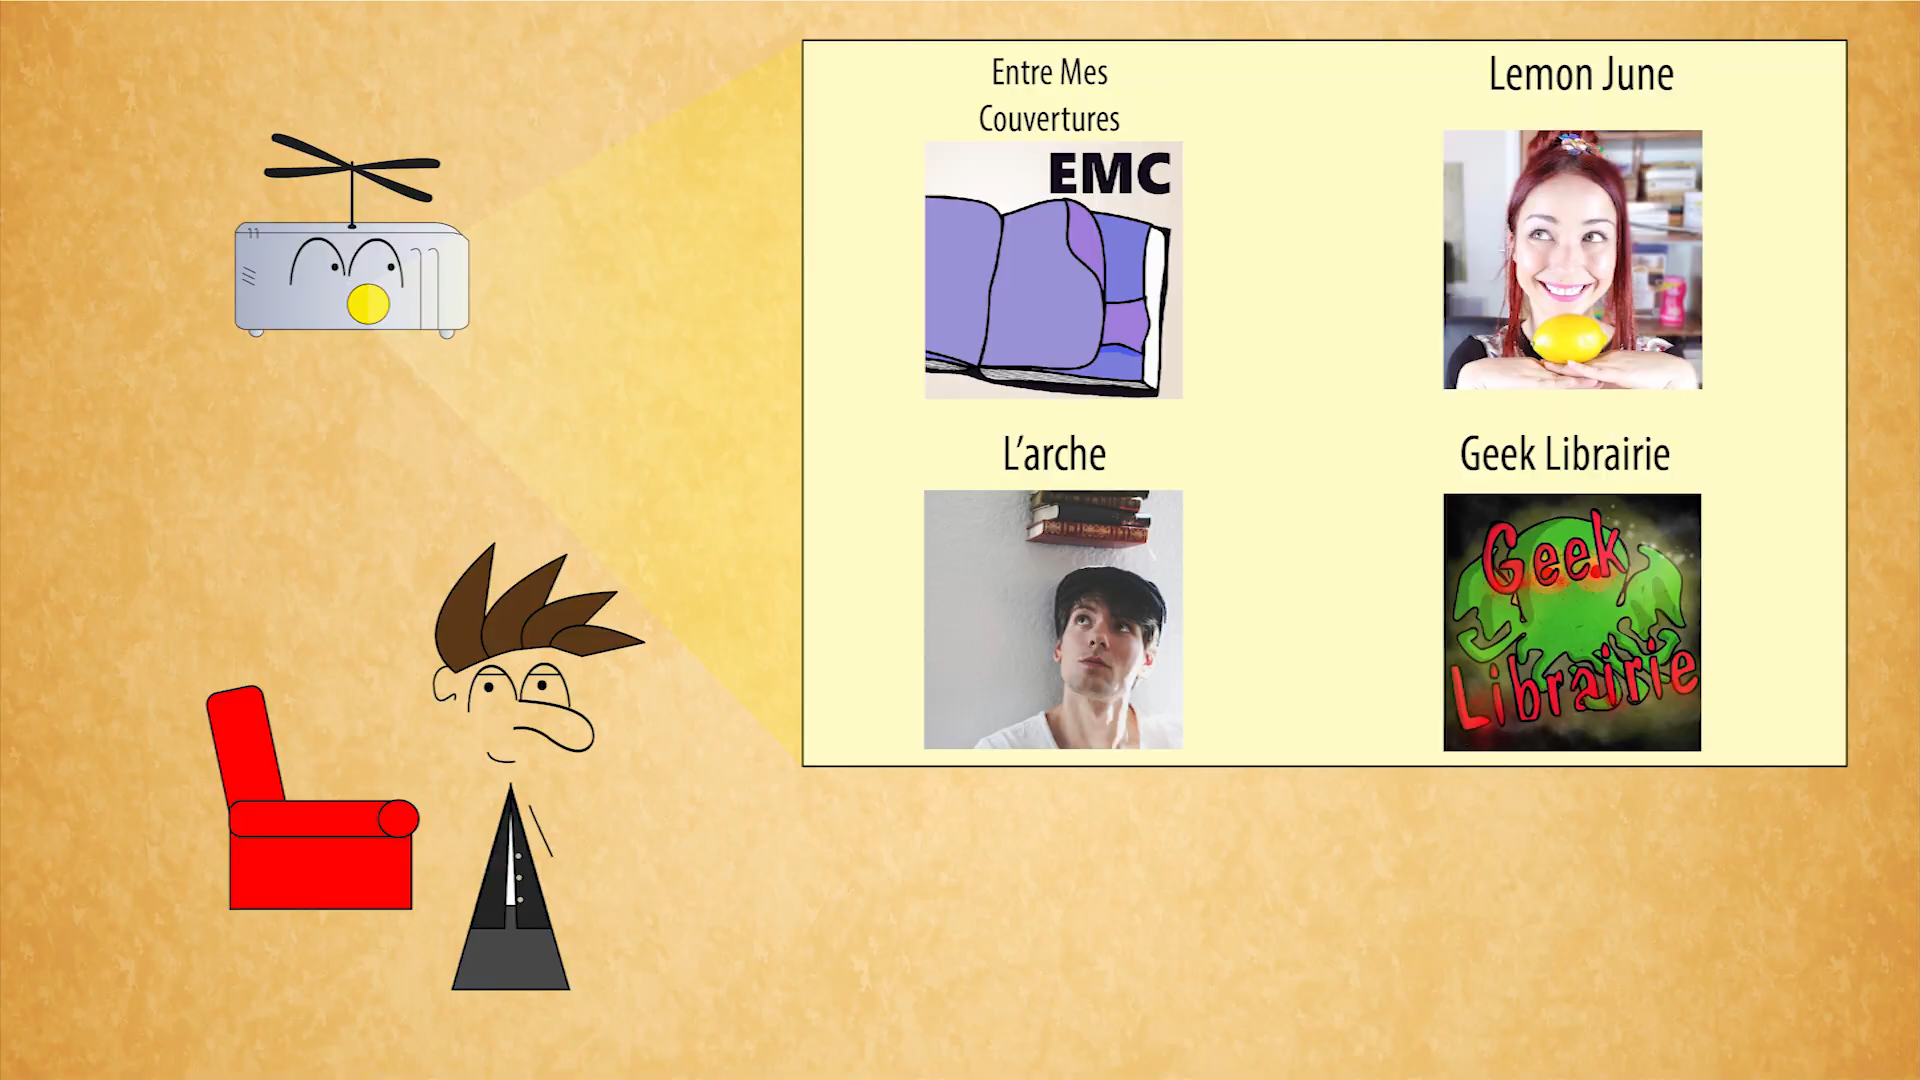 Entre Mes
Couvertures
EMC
Lemon June
L'arche
Geek Librairie
Geek
Librairie